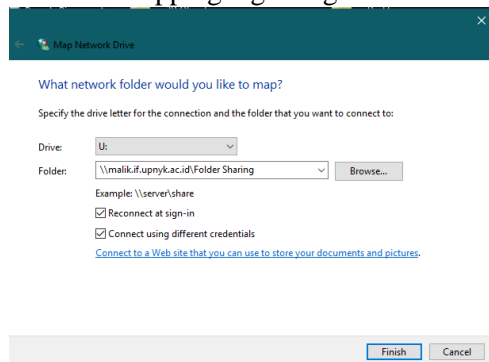 Map Network Drive
What network folder would you like to map?
Specify the drive letter for the connection and the folder that you want to connect to:
Drive: U:
Folder: \\malik.if.upnyk.ac.id\Folder Sharing Browse...
Example: \\server\share
Reconnect at sign-in
Connect using different credentials
Connect to a Web site that you can use to store your documents and pictures.
Finish Cancel